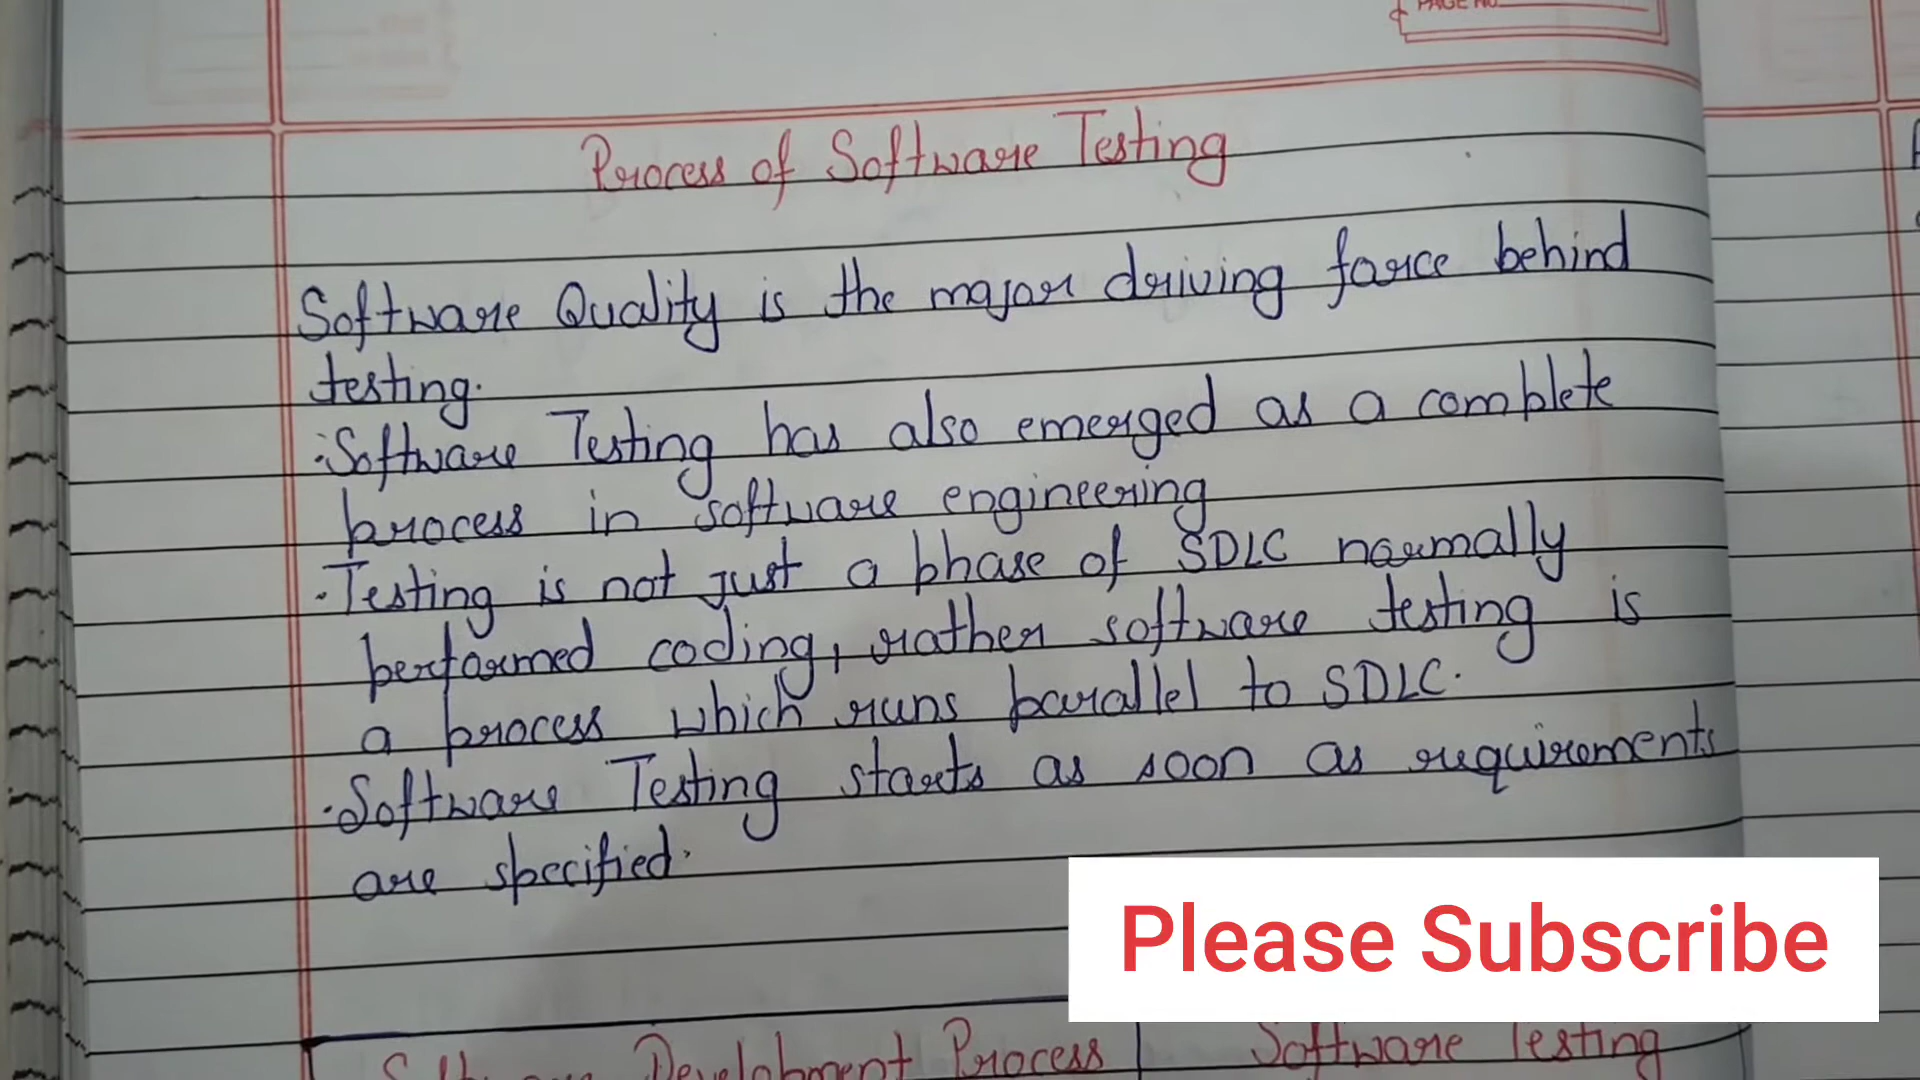 PAGE NO
Process of Software Testing
Software Quality is the major driving force behind
testing.
·Software Testing has also emerged as a complete
process in software engineering
·Testing is not just a phase of SDLC normally
performed coding, rather software testing is
a process which runs parallel to SDLC.
·Software Testing starts as soon as requirements
are specified.
Please Subscribe
Software Development Process | Software Testing